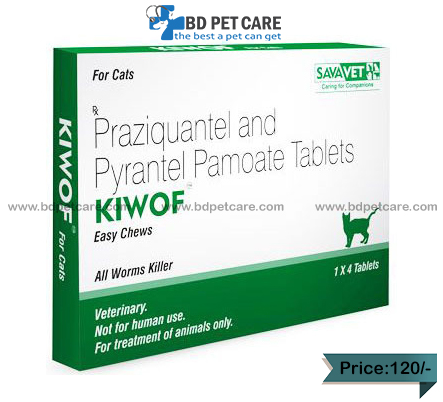 BD PET CARE
the best a pet can get
For Cats
SAVAVET
Caring for Companions
Rx
Praziquantel and
Pyrantel Pamoate Tablets
KIWOF™
Easy Chews
All Worms Killer
1 X 4 Tablets
Veterinary.
Not for human use.
For treatment of animals only.
KIWOF®
For Cats
www.bdpetcare.com
www.bdpetcare.com
www.bdpetcare.com
Price:120/-